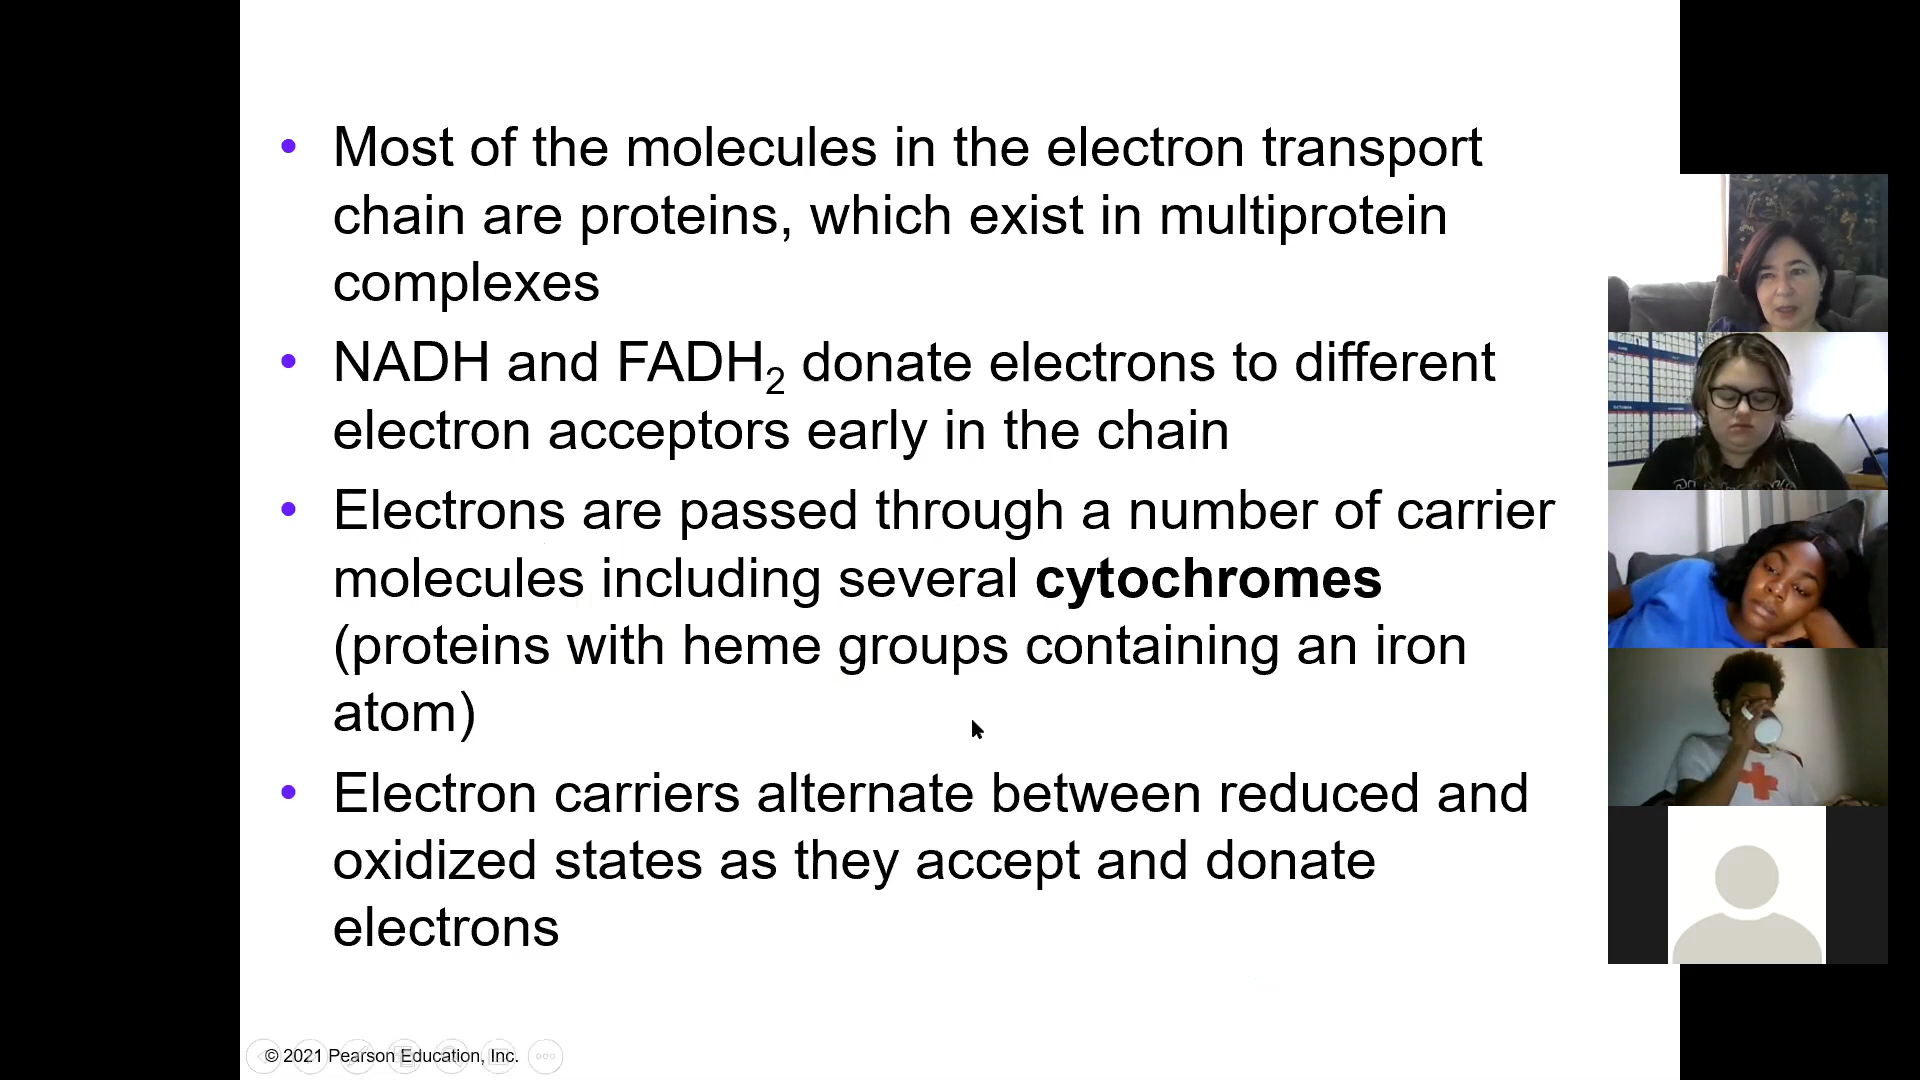 • Most of the molecules in the electron transport
chain are proteins, which exist in multiprotein
complexes
• NADH and FADH₂ donate electrons to different
electron acceptors early in the chain
• Electrons are passed through a number of carrier
molecules including several cytochromes
(proteins with heme groups containing an iron
atom)
• Electron carriers alternate between reduced and
oxidized states as they accept and donate
electrons
© 2021 Pearson Education, Inc.